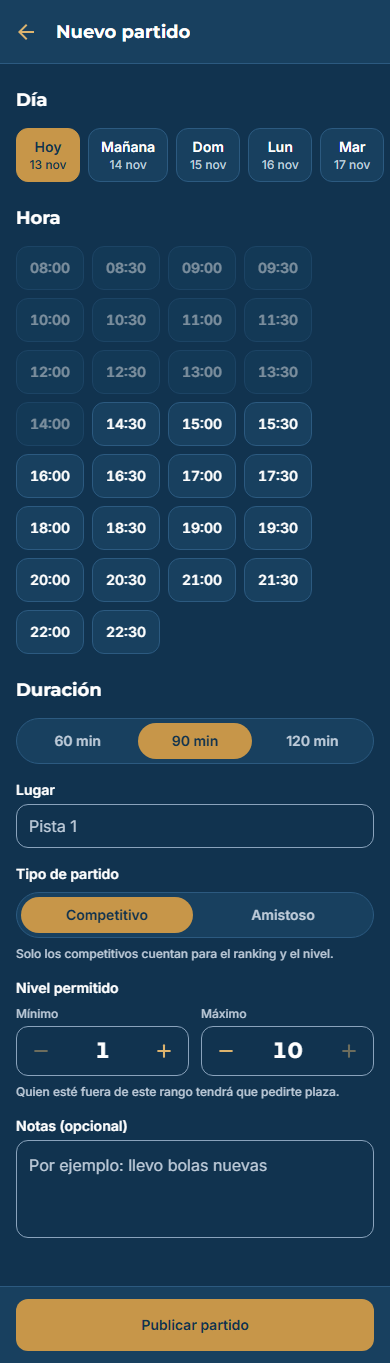 Nuevo partido
Día
Hoy Mañana Dom Lun Mar
13 nov 14 nov 15 nov 16 nov 17 nov
Hora
08:00 08:30 09:00 09:30
10:00 10:30 11:00 11:30
12:00 12:30 13:00 13:30
14:00 14:30 15:00 15:30
16:00 16:30 17:00 17:30
18:00 18:30 19:00 19:30
20:00 20:30 21:00 21:30
22:00 22:30
Duración
60 min 90 min 120 min
Lugar
Pista 1
Tipo de partido
Competitivo Amistoso
Solo los competitivos cuentan para el ranking y el nivel.
Nivel permitido
Mínimo Máximo
− 1 + − 10 +
Quien esté fuera de este rango tendrá que pedirte plaza.
Notas (opcional)
Por ejemplo: llevo bolas nuevas
Publicar partido